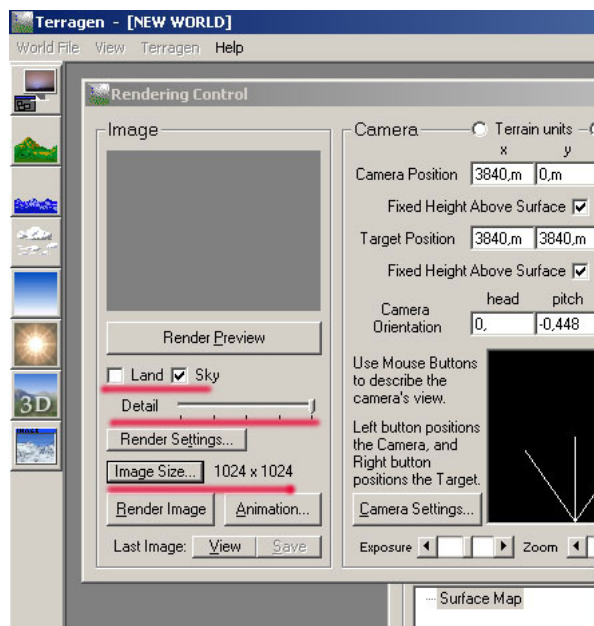 Terragen - [NEW WORLD]
World File View Terragen Help
Rendering Control
Image
Render Preview
Land Sky
Detail
Render Settings...
Image Size... 1024 x 1024
Render Image Animation...
Last Image: View Save
Camera Terrain units
x y
Camera Position 3840,m 0,m
Fixed Height Above Surface
Target Position 3840,m 3840,m
Fixed Height Above Surface
head pitch
Camera
Orientation 0, -0,448
Use Mouse Buttons
to describe the
camera's view.
Left button positions
the Camera, and
Right button
positions the Target.
Camera Settings...
Exposure Zoom
Surface Map
3D